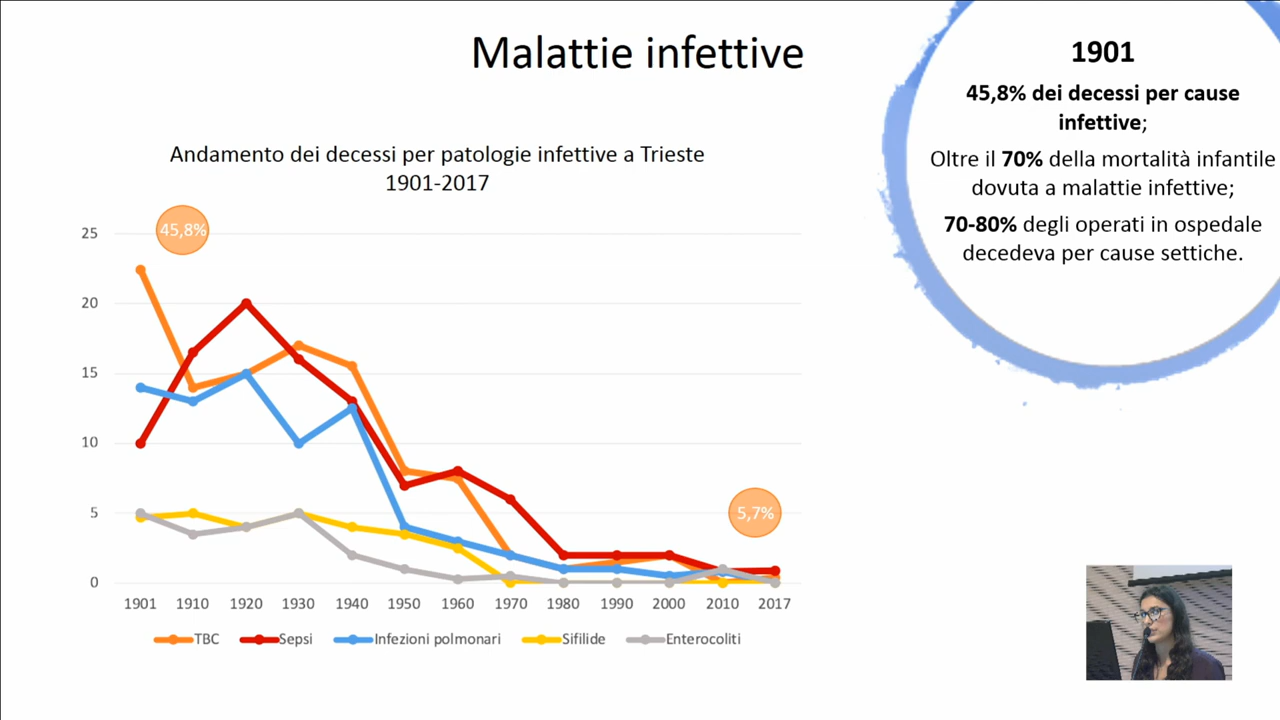 Malattie infettive
1901
45,8% dei decessi per cause
infettive;
Oltre il 70% della mortalità infantile
dovuta a malattie infettive;
70-80% degli operati in ospedale
decedeva per cause settiche.
Andamento dei decessi per patologie infettive a Trieste
1901-2017
45,8%
25
20
15
10
5
0
5,7%
1901 1910 1920 1930 1940 1950 1960 1970 1980 1990 2000 2010 2017
TBC Sepsi Infezioni polmonari Sifilide Enterocoliti